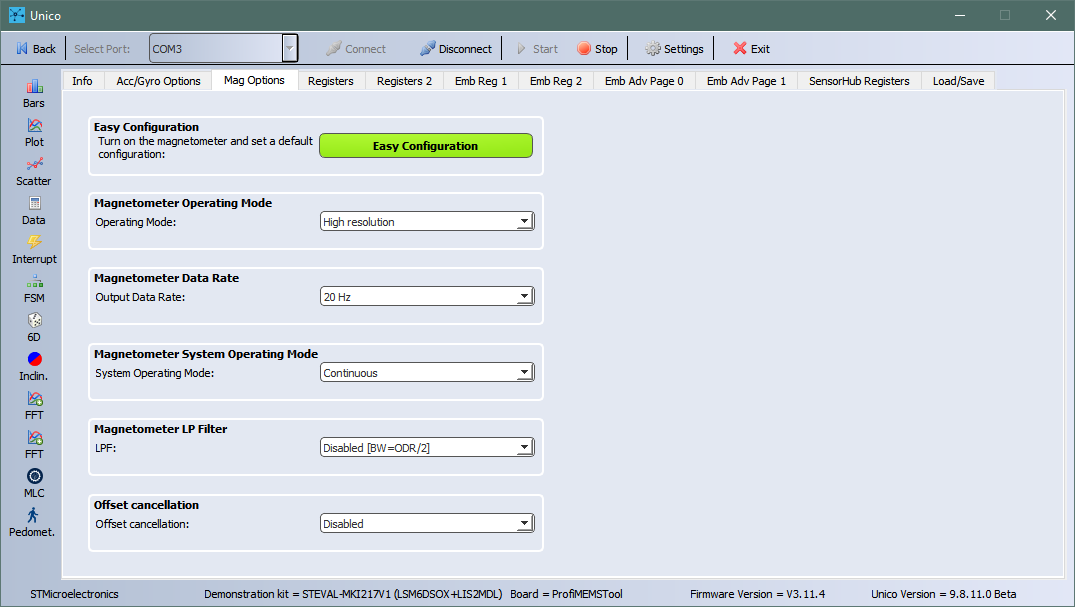 Unico
Back Select Port: COM3 Connect Disconnect Start Stop Settings Exit
Info Acc/Gyro Options Mag Options Registers Registers 2 Emb Reg 1 Emb Reg 2 Emb Adv Page 0 Emb Adv Page 1 SensorHub Registers Load/Save
Bars
Plot
Scatter
Data
Interrupt
FSM
6D
Inclin.
FFT
FFT
MLC
Pedomet.
Easy Configuration
Turn on the magnetometer and set a default
configuration:
Easy Configuration
Magnetometer Operating Mode
Operating Mode: High resolution
Magnetometer Data Rate
Output Data Rate: 20 Hz
Magnetometer System Operating Mode
System Operating Mode: Continuous
Magnetometer LP Filter
LPF: Disabled [BW=ODR/2]
Offset cancellation
Offset cancellation: Disabled
STMicroelectronics Demonstration kit = STEVAL-MKI217V1 (LSM6DSOX+LIS2MDL) Board = ProfiMEMSTool Firmware Version = V3.11.4 Unico Version = 9.8.11.0 Beta